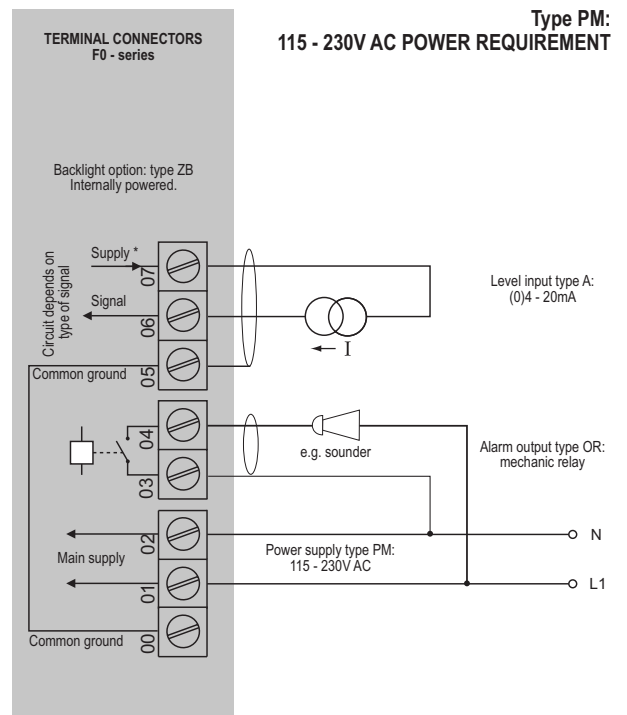 Type PM:
115 - 230V AC POWER REQUIREMENT
TERMINAL CONNECTORS
F0 - series
Backlight option: type ZB
Internally powered.
Circuit depends on
type of signal
Supply *
07
Signal
06
Common ground
05
Level input type A:
(0)4 - 20mA
I
04
03
e.g. sounder
Alarm output type OR:
mechanic relay
02
Main supply
01
Power supply type PM:
115 - 230V AC
N
L1
Common ground
00